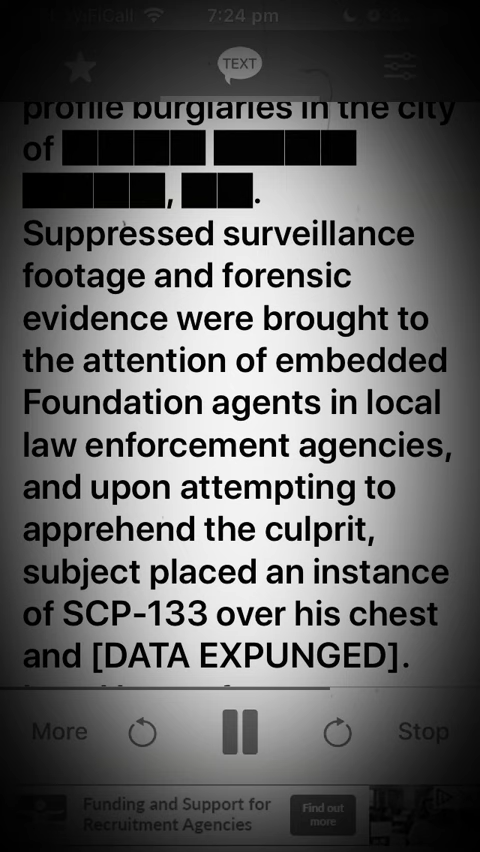 WiFiCall 7:24 pm
TEXT
profile burglaries in the city
of █████ ████
████, ██.
Suppressed surveillance
footage and forensic
evidence were brought to
the attention of embedded
Foundation agents in local
law enforcement agencies,
and upon attempting to
apprehend the culprit,
subject placed an instance
of SCP-133 over his chest
and [DATA EXPUNGED].
More Stop
Funding and Support for
Recruitment Agencies
Find out
more